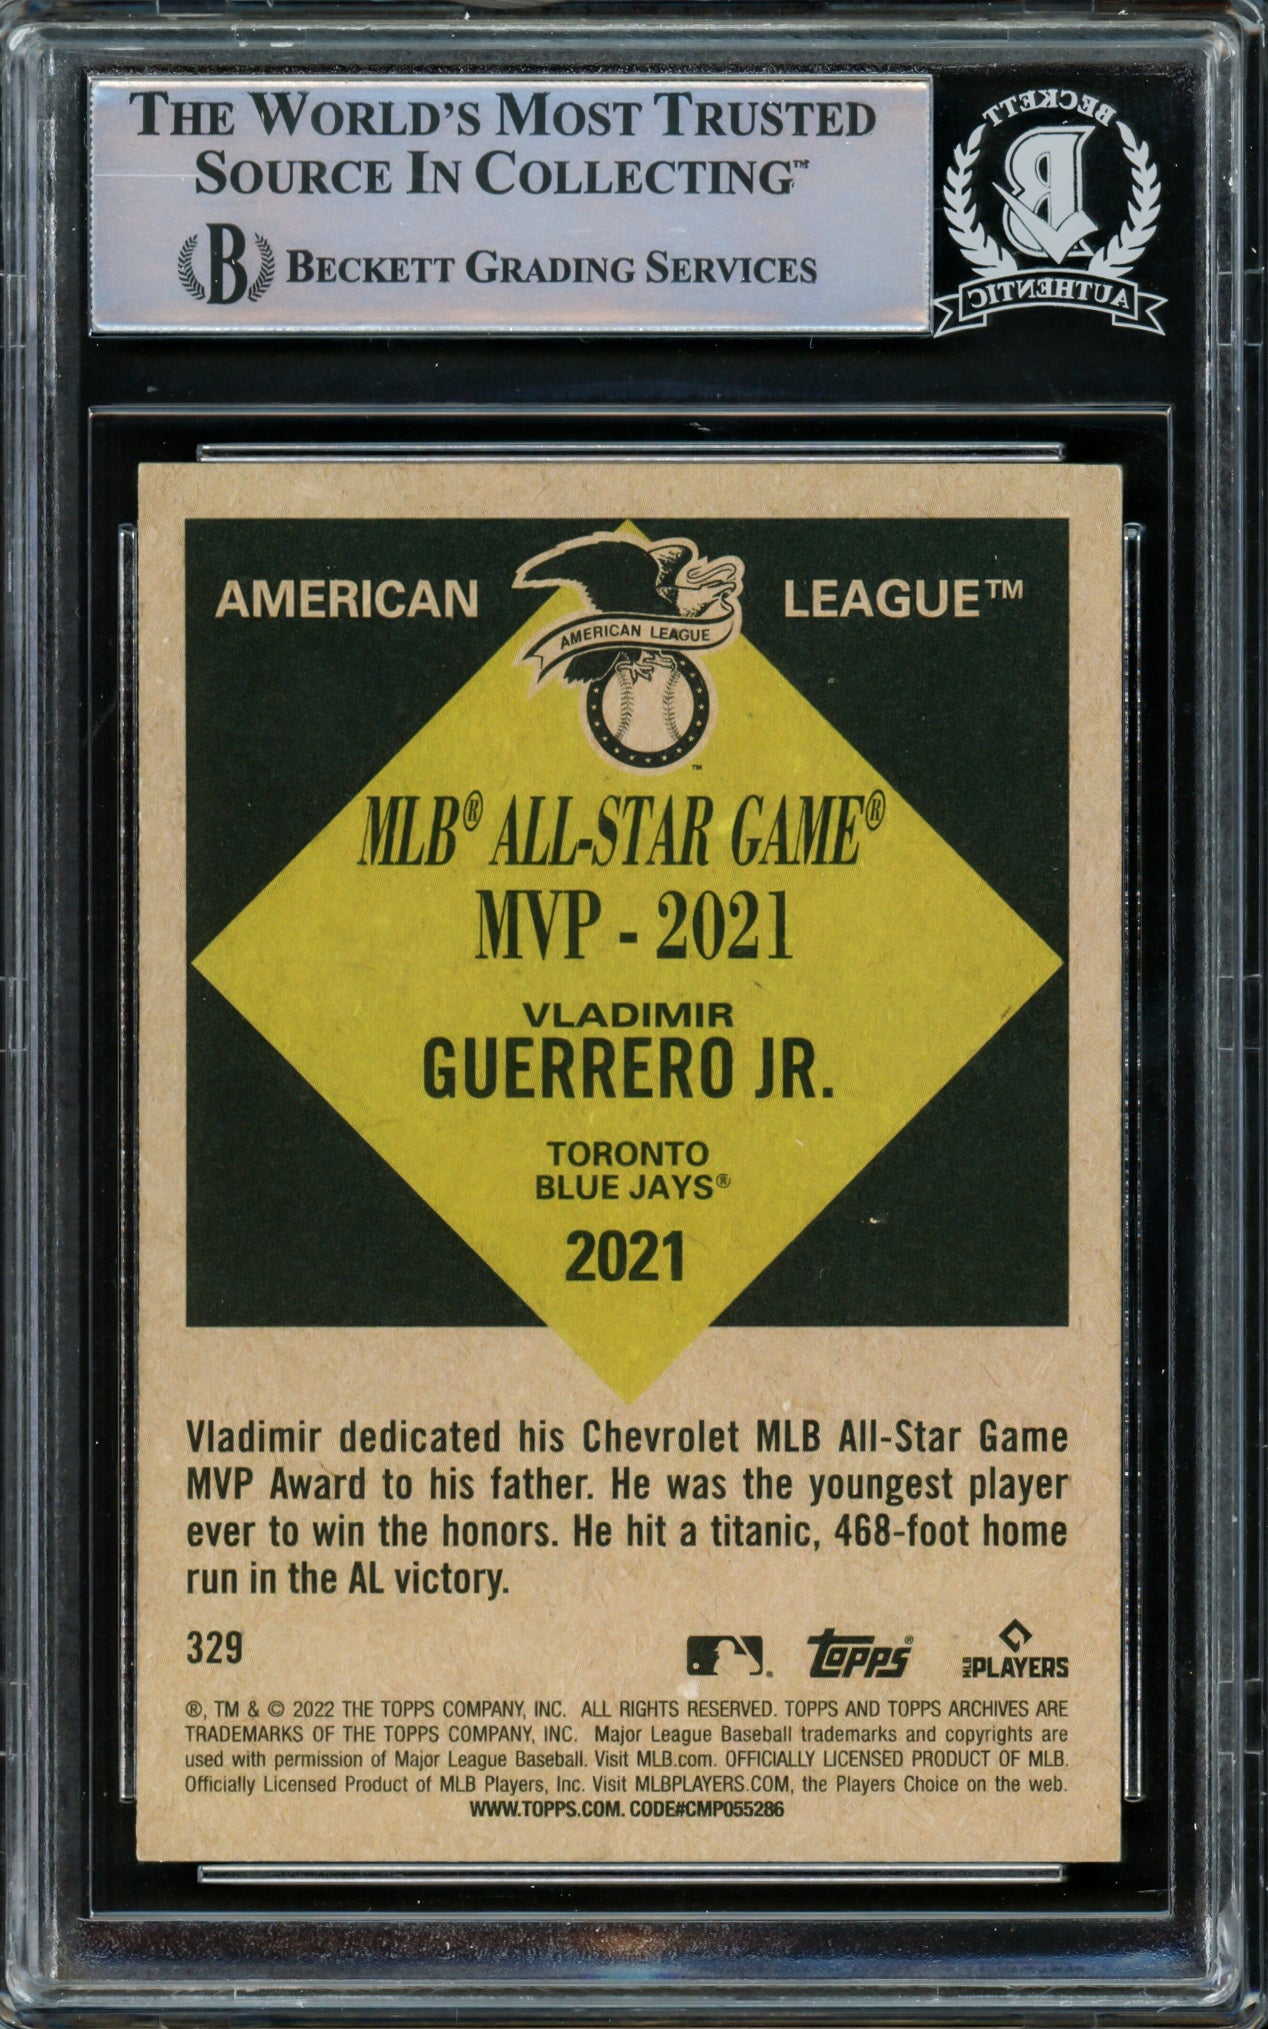 THE WORLD'S MOST TRUSTED
SOURCE IN COLLECTING™
B BECKETT GRADING SERVICES
BECKETT
B
AUTHENTIC
AMERICAN LEAGUE™
AMERICAN LEAGUE
TM
MLB® ALL-STAR GAME®
MVP - 2021
VLADIMIR
GUERRERO JR.
TORONTO
BLUE JAYS®
2021
Vladimir dedicated his Chevrolet MLB All-Star Game
MVP Award to his father. He was the youngest player
ever to win the honors. He hit a titanic, 468-foot home
run in the AL victory.
329
Topps®
MLB PLAYERS
®, TM & © 2022 THE TOPPS COMPANY, INC. ALL RIGHTS RESERVED. TOPPS AND TOPPS ARCHIVES ARE
TRADEMARKS OF THE TOPPS COMPANY, INC. Major League Baseball trademarks and copyrights are
used with permission of Major League Baseball. Visit MLB.com. OFFICIALLY LICENSED PRODUCT OF MLB.
Officially Licensed Product of MLB Players, Inc. Visit MLBPLAYERS.COM, the Players Choice on the web.
WWW.TOPPS.COM. CODE#CMP055286